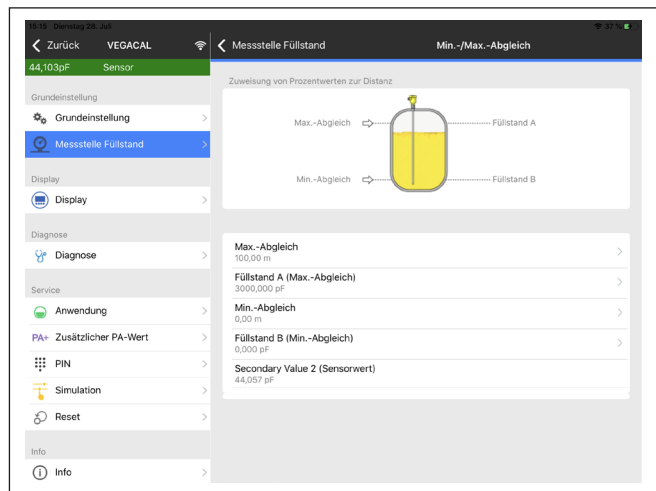 15:15 Dienstag 28. Juli
37 %
Zurück VEGACAL
Messstelle Füllstand
Min.-/Max.-Abgleich
44,103pF Sensor
Grundeinstellung
Grundeinstellung
Messstelle Füllstand
Display
Display
Diagnose
Diagnose
Service
Anwendung
PA+ Zusätzlicher PA-Wert
PIN
Simulation
Reset
Info
Info
Zuweisung von Prozentwerten zur Distanz
Max.-Abgleich Füllstand A
Min.-Abgleich Füllstand B
Max.-Abgleich
100,00 m
Füllstand A (Max.-Abgleich)
3000,000 pF
Min.-Abgleich
0,00 m
Füllstand B (Min.-Abgleich)
0,000 pF
Secondary Value 2 (Sensorwert)
44,057 pF